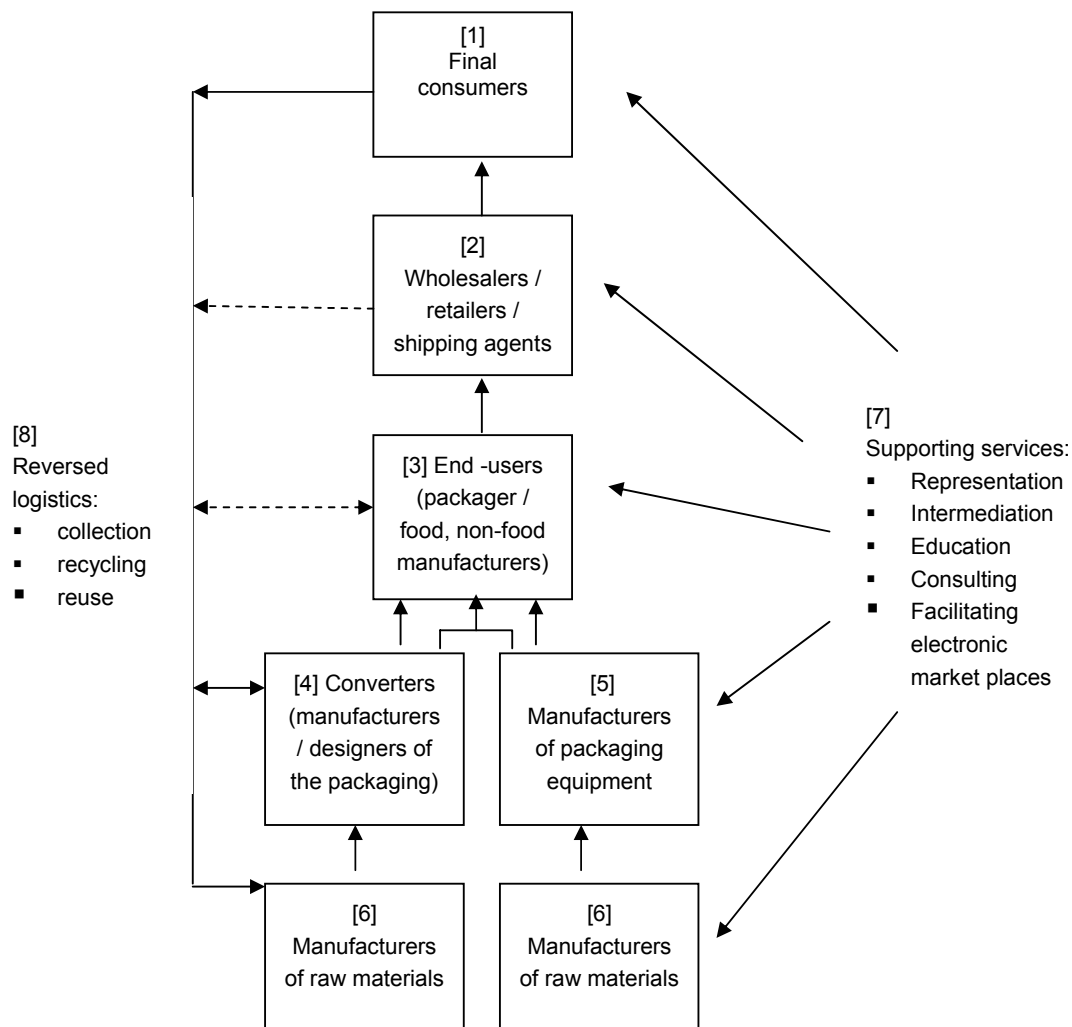 [1]
Final
consumers
[2]
Wholesalers /
retailers /
shipping agents
[3] End -users
(packager /
food, non-food
manufacturers)
[4] Converters
(manufacturers
/ designers of
the packaging)
[5]
Manufacturers
of packaging
equipment
[6]
Manufacturers
of raw materials
[6]
Manufacturers
of raw materials
[7]
Supporting services:
▪ Representation
▪ Intermediation
▪ Education
▪ Consulting
▪ Facilitating
electronic
market places
[8]
Reversed
logistics:
▪ collection
▪ recycling
▪ reuse